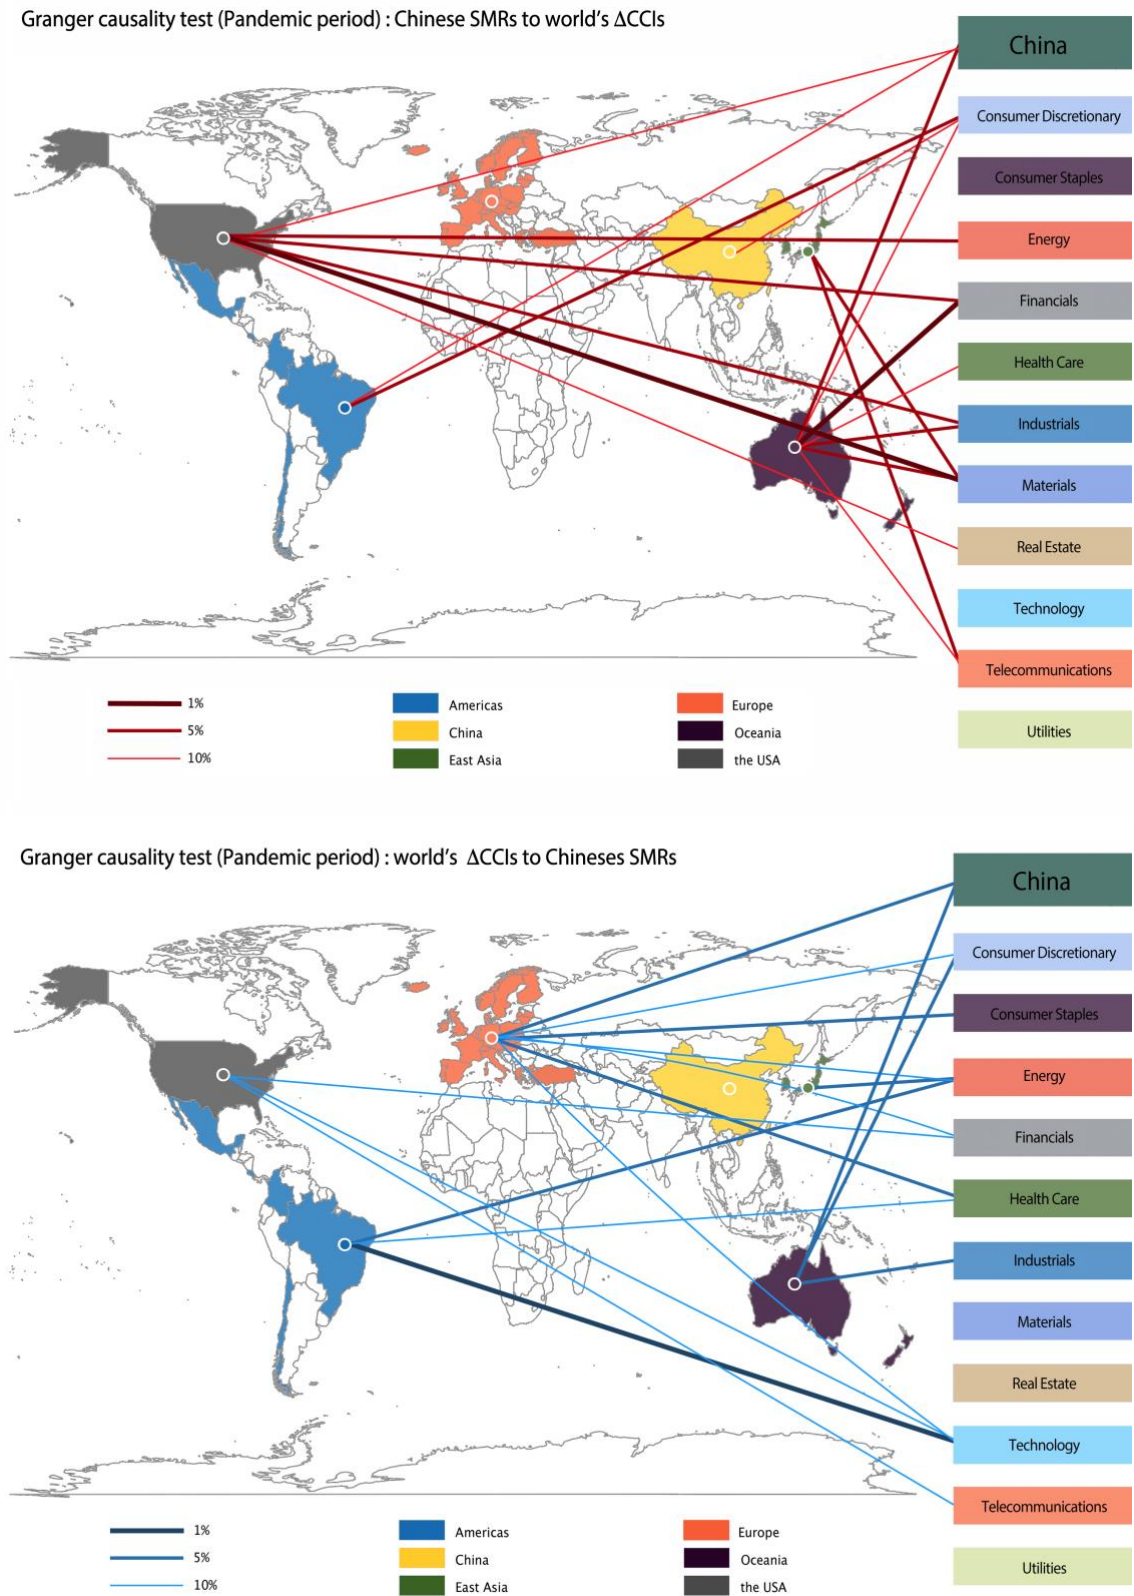 Granger causality test (Pandemic period) : Chinese SMRs to world's ΔCCIs
China
Consumer Discretionary
Consumer Staples
Energy
Financials
Health Care
Industrials
Materials
Real Estate
Technology
Telecommunications
Utilities
1%
5%
10%
Americas
China
East Asia
Europe
Oceania
the USA
Granger causality test (Pandemic period) : world's ΔCCIs to Chineses SMRs
China
Consumer Discretionary
Consumer Staples
Energy
Financials
Health Care
Industrials
Materials
Real Estate
Technology
Telecommunications
Utilities
1%
5%
10%
Americas
China
East Asia
Europe
Oceania
the USA